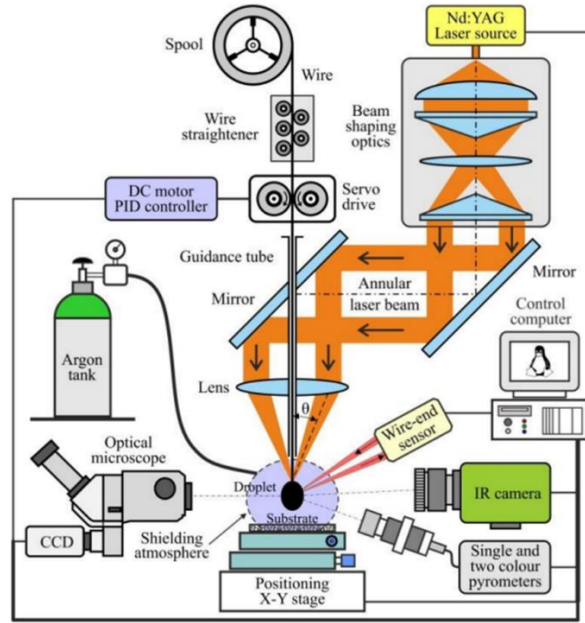 Nd:YAG
Laser source
Spool
Wire
Wire
straightener
Beam
shaping
optics
DC motor
PID controller
Servo
drive
Guidance tube
Mirror
Annular
laser beam
Mirror
Control
computer
Argon
tank
Lens
θ
Wire-end
sensor
Optical
microscope
Droplet
IR camera
Substrate
CCD
Shielding
atmosphere
Positioning
X-Y stage
Single and
two colour
pyrometers